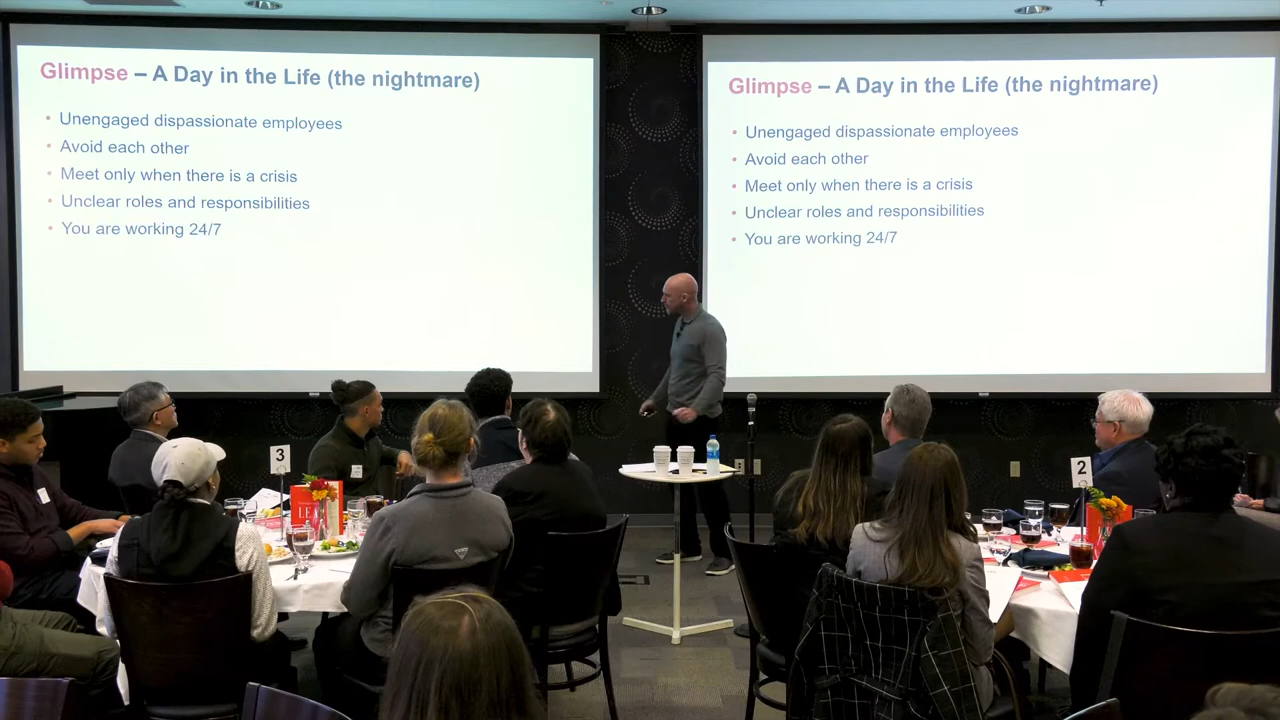 Glimpse – A Day in the Life (the nightmare)
• Unengaged dispassionate employees
• Avoid each other
• Meet only when there is a crisis
• Unclear roles and responsibilities
• You are working 24/7
Glimpse – A Day in the Life (the nightmare)
• Unengaged dispassionate employees
• Avoid each other
• Meet only when there is a crisis
• Unclear roles and responsibilities
• You are working 24/7
3
2